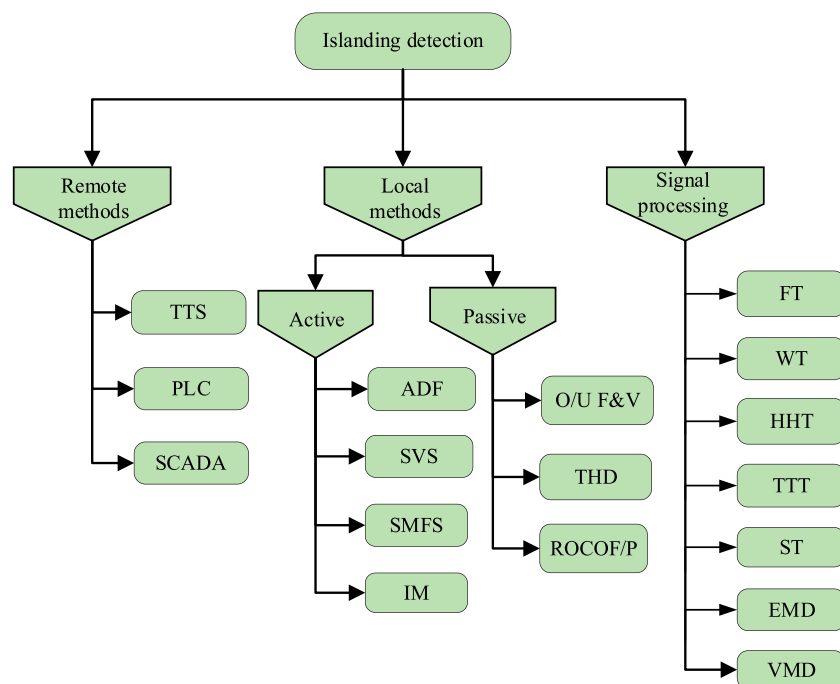 Islanding detection
Remote
methods
Local
methods
Signal
processing
TTS
PLC
SCADA
Active
Passive
ADF
SVS
SMFS
IM
O/U F&V
THD
ROCOF/P
FT
WT
HHT
TTT
ST
EMD
VMD